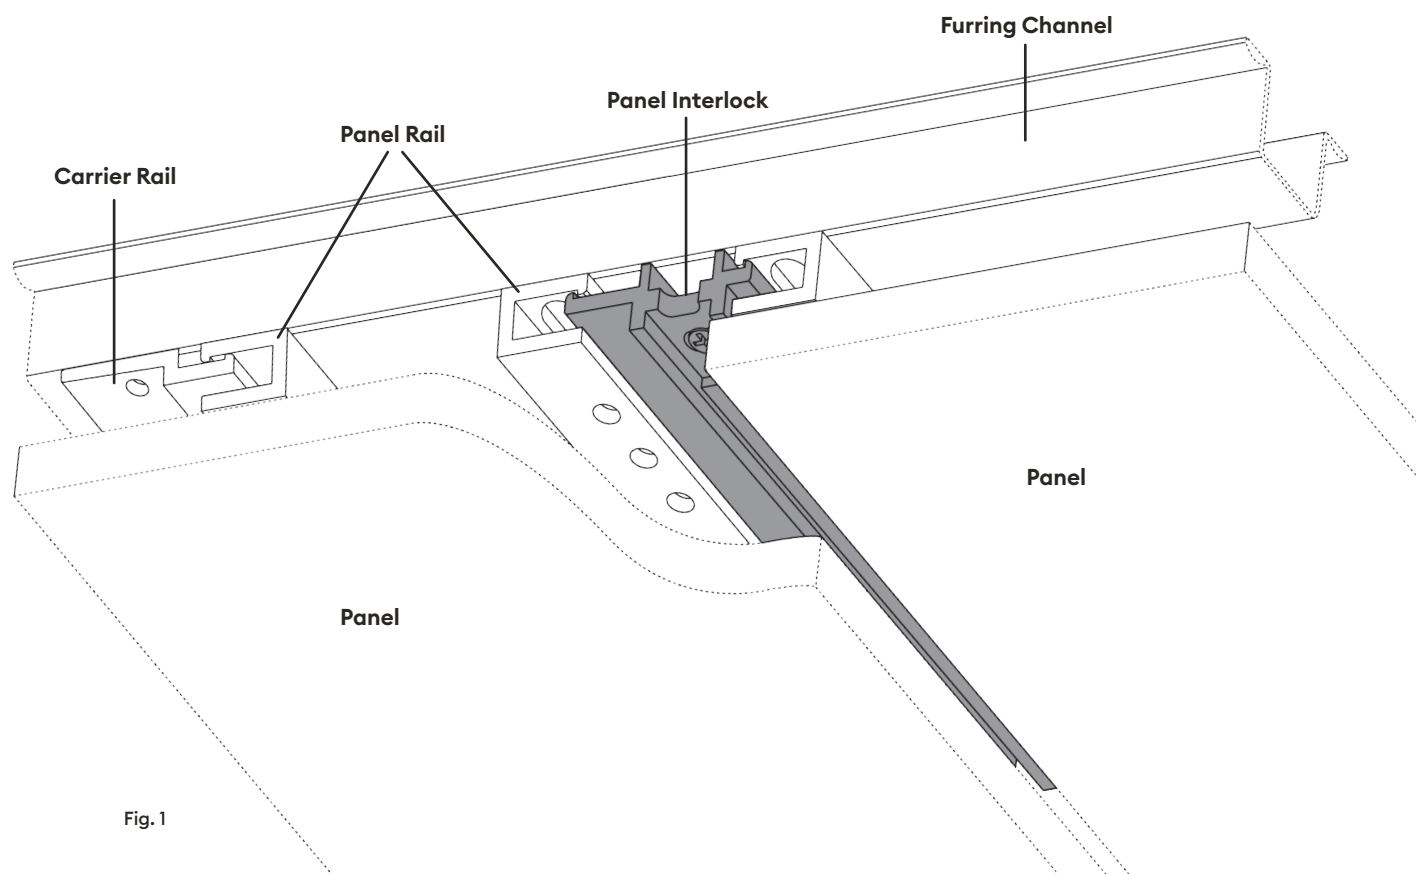 Furring Channel
Panel Interlock
Panel Rail
Carrier Rail
Panel
Panel
Fig. 1